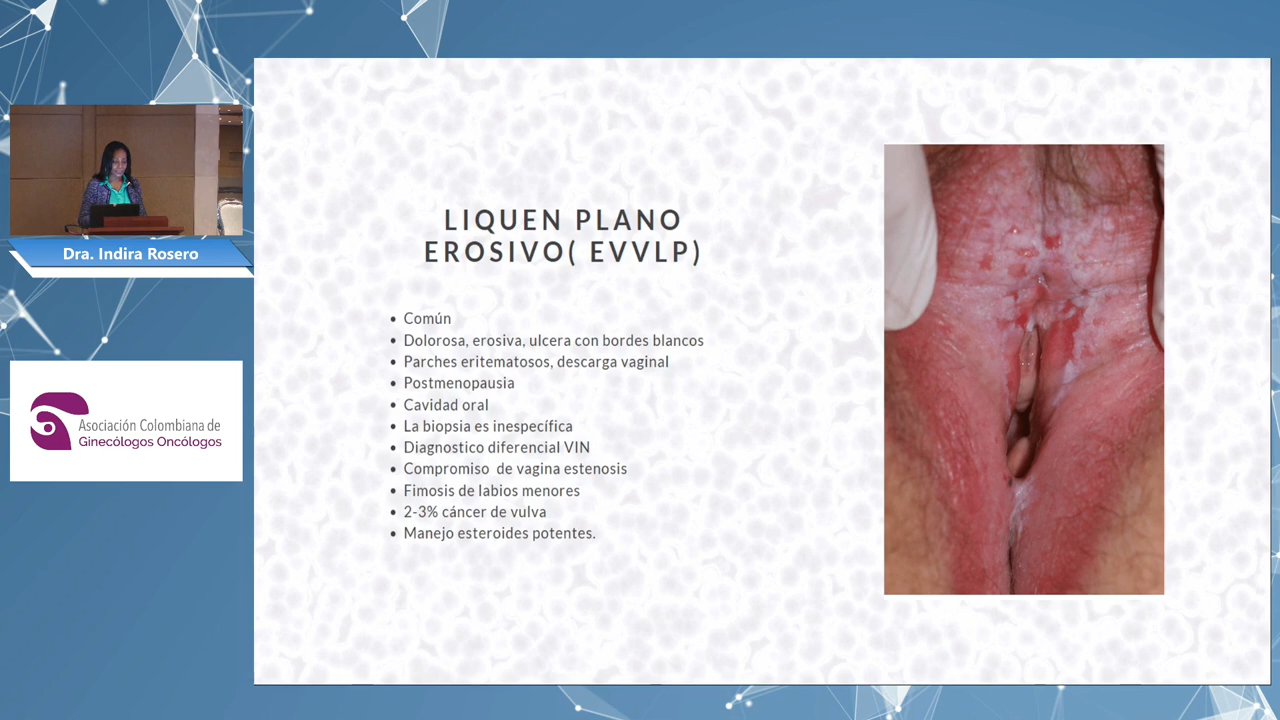 Dra. Indira Rosero
Asociación Colombiana de
Ginecólogos Oncólogos
LIQUEN PLANO
EROSIVO( EVVLP)
• Común
• Dolorosa, erosiva, ulcera con bordes blancos
• Parches eritematosos, descarga vaginal
• Postmenopausia
• Cavidad oral
• La biopsia es inespecífica
• Diagnostico diferencial VIN
• Compromiso de vagina estenosis
• Fimosis de labios menores
• 2-3% cáncer de vulva
• Manejo esteroides potentes.